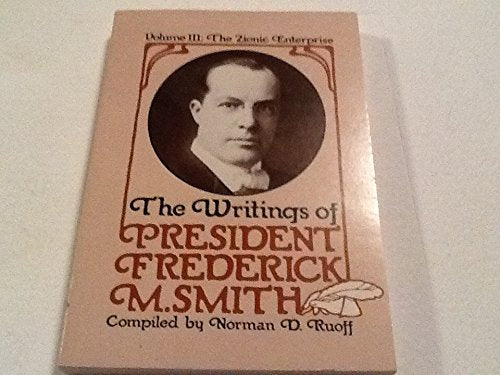 Volume III: The Zionic Enterprise
The Writings of
PRESIDENT
FREDERICK
M. SMITH
Compiled by Norman D. Ruoff